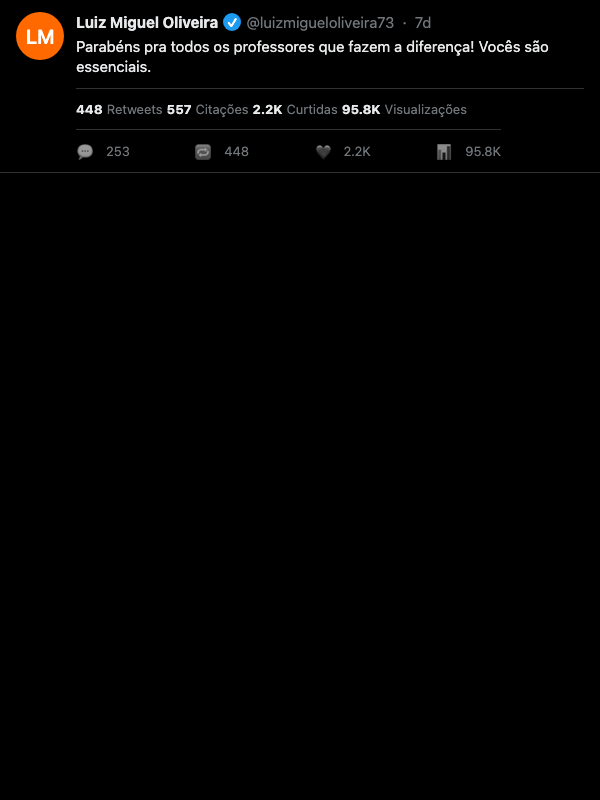 LM
Luiz Miguel Oliveira @luizmigueloliveira73 · 7d
Parabéns pra todos os professores que fazem a diferença! Vocês são
essenciais.
448 Retweets 557 Citações 2.2K Curtidas 95.8K Visualizações
253 448 2.2K 95.8K